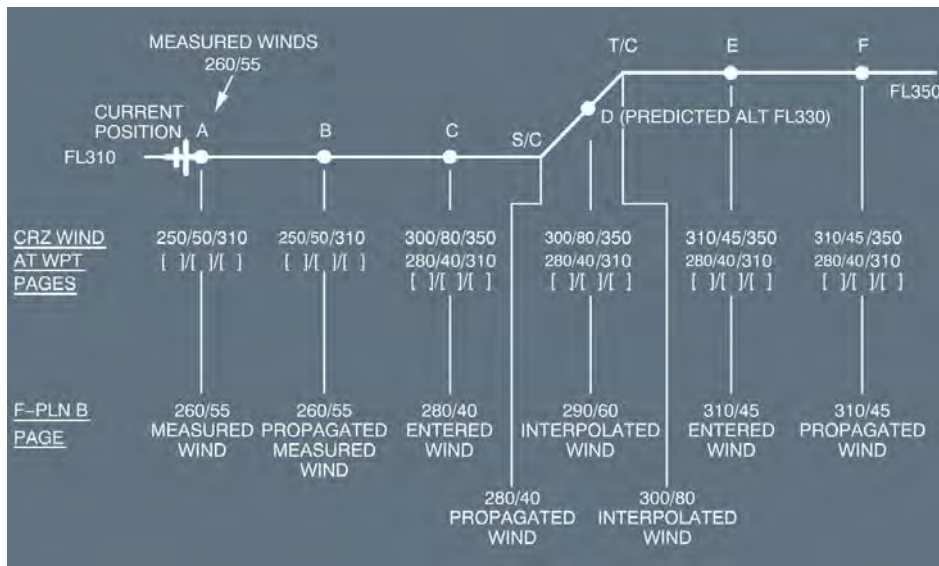 MEASURED WINDS
260/55
CURRENT
POSITION
A
B
C
S/C
D (PREDICTED ALT FL330)
T/C
E
F
FL310
FL350
CRZ WIND
AT WPT
PAGES
250/50/310
[ ]/[ ]/[ ]
250/50/310
[ ]/[ ]/[ ]
300/80/350
280/40/310
[ ]/[ ]/[ ]
300/80/350
280/40/310
[ ]/[ ]/[ ]
310/45/350
280/40/310
[ ]/[ ]/[ ]
310/45/350
280/40/310
[ ]/[ ]/[ ]
F-PLN B
PAGE
260/55
MEASURED
WIND
260/55
PROPAGATED
MEASURED
WIND
280/40
ENTERED
WIND
290/60
INTERPOLATED
WIND
310/45
ENTERED
WIND
310/45
PROPAGATED
WIND
280/40
PROPAGATED
WIND
300/80
INTERPOLATED
WIND